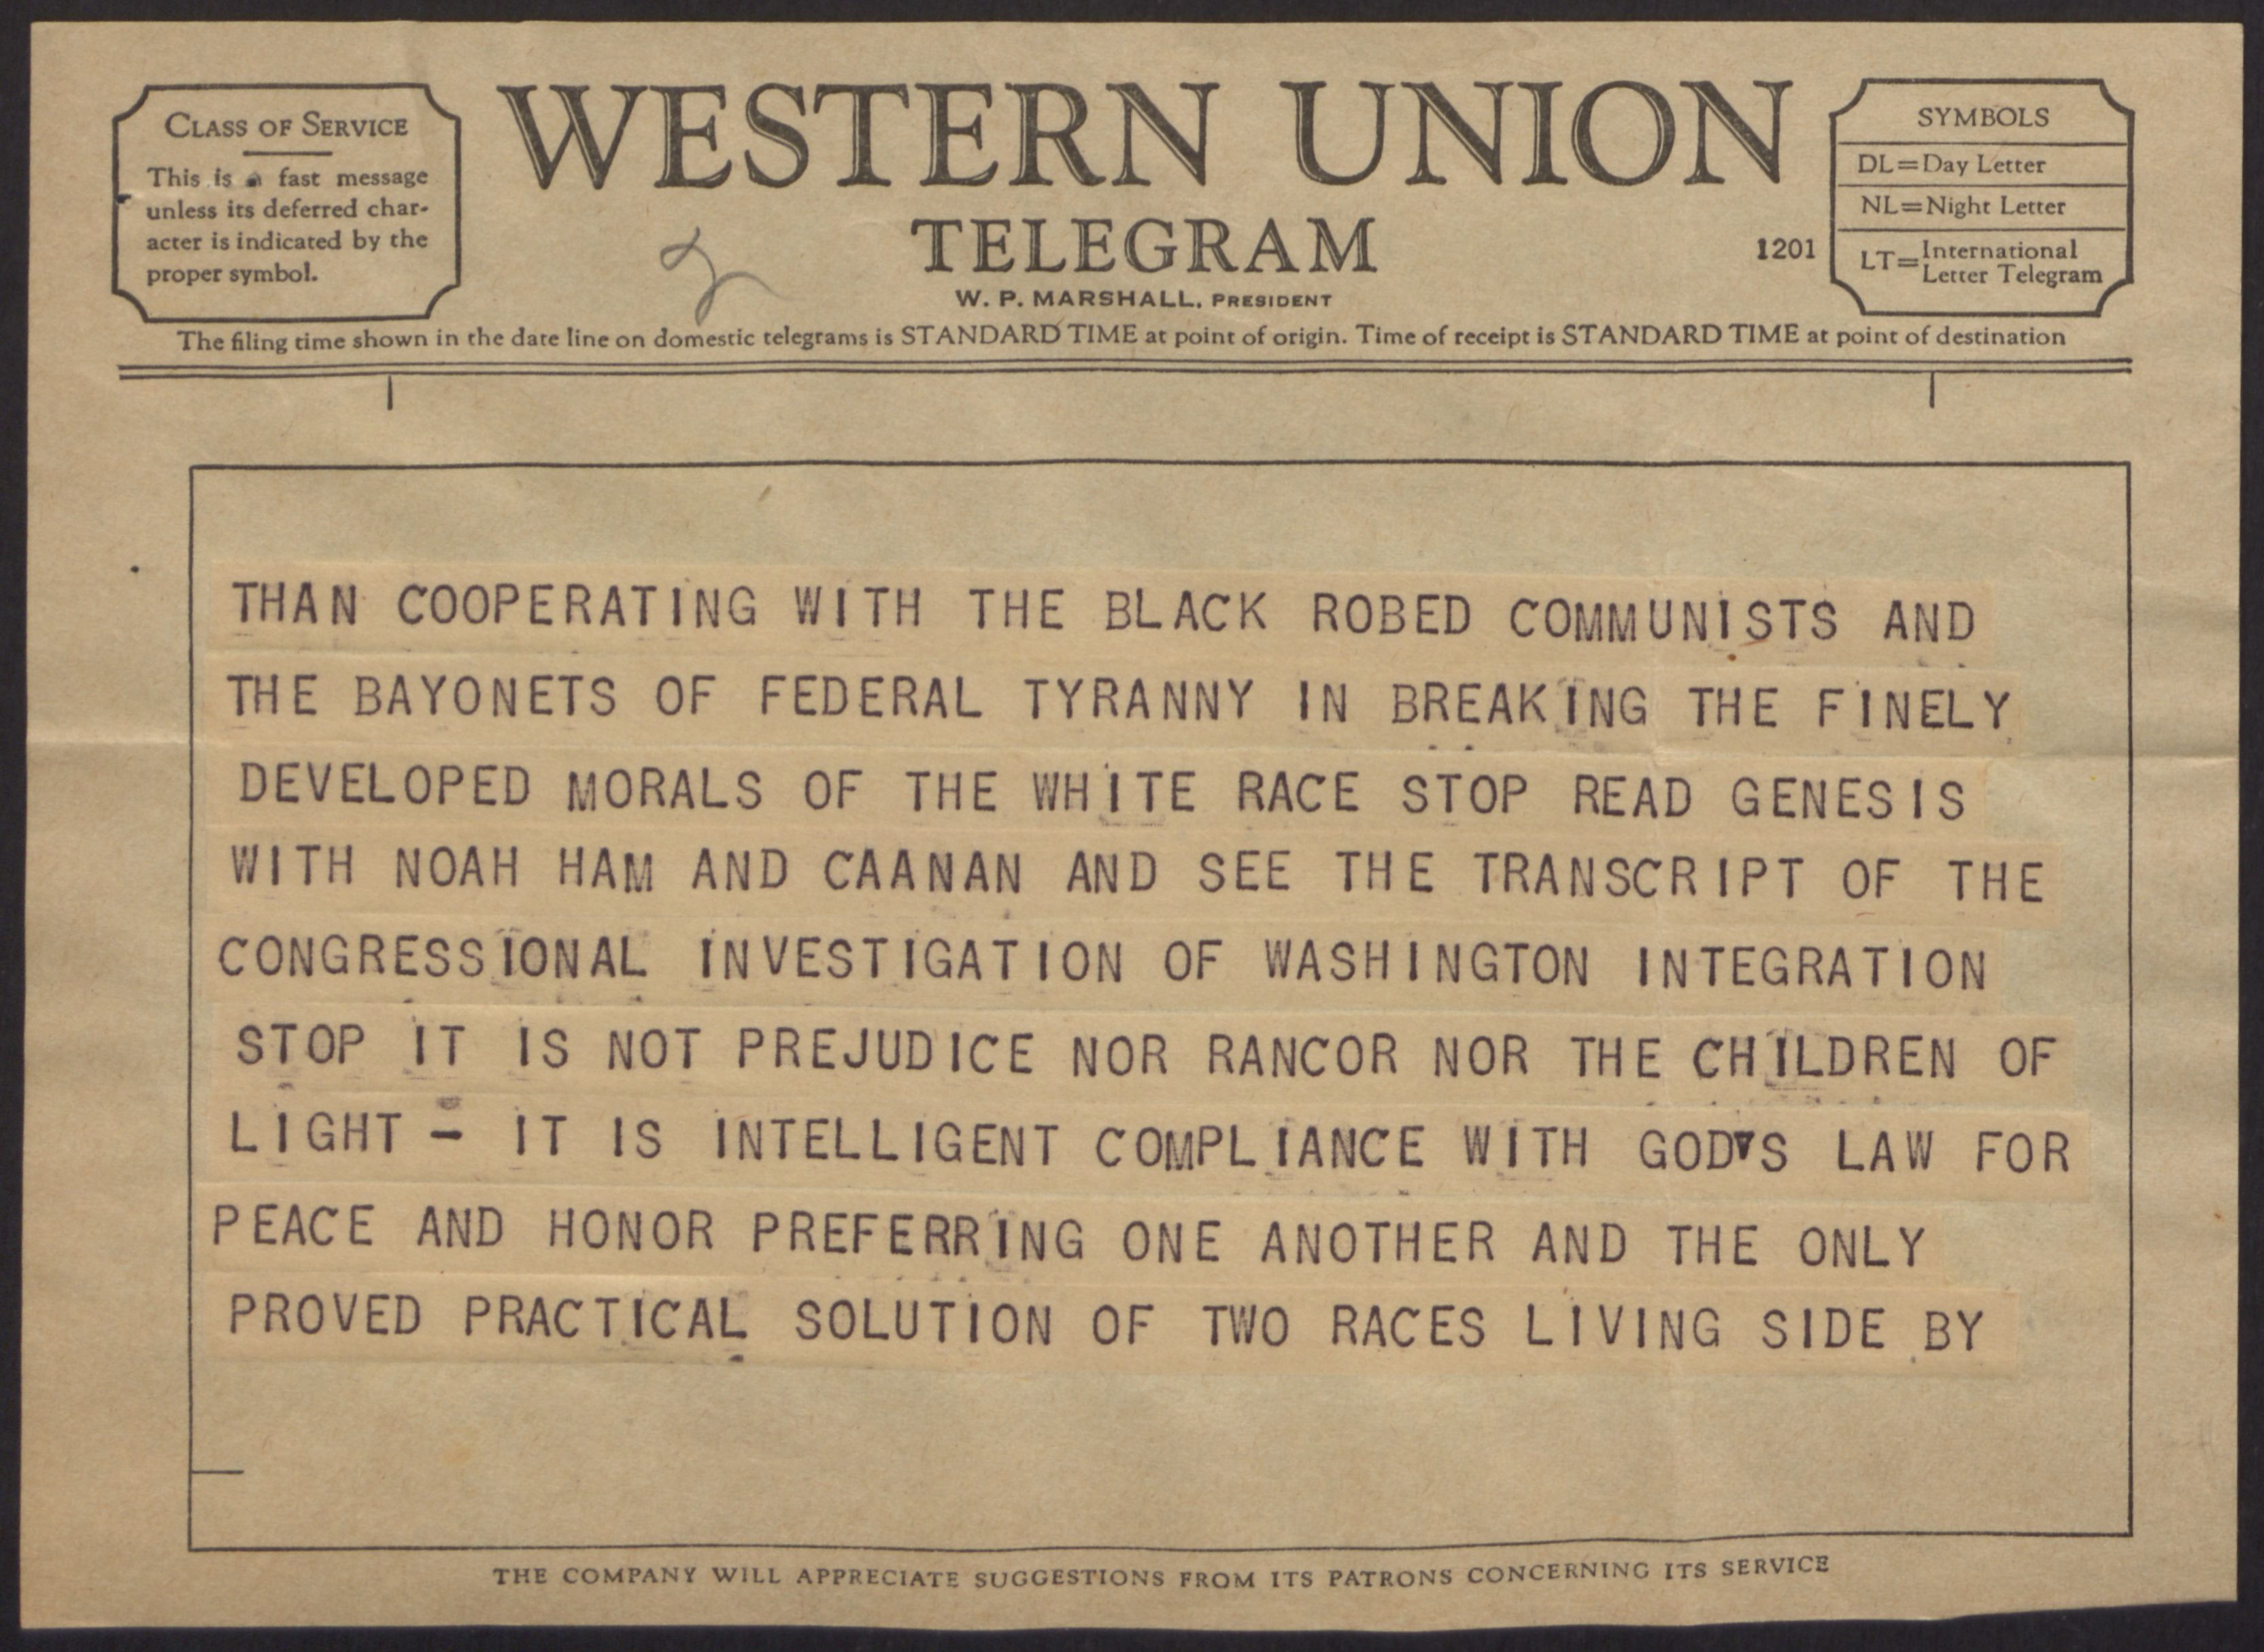 CLASS OF SERVICE
This is a fast message
unless its deferred char-
acter is indicated by the
proper symbol.
WESTERN UNION
TELEGRAM
W. P. MARSHALL, PRESIDENT
2
1201
SYMBOLS
DL=Day Letter
NL=Night Letter
LT=International
Letter Telegram
The filing time shown in the date line on domestic telegrams is STANDARD TIME at point of origin. Time of receipt is STANDARD TIME at point of destination
THAN COOPERATING WITH THE BLACK ROBED COMMUNISTS AND
THE BAYONETS OF FEDERAL TYRANNY IN BREAKING THE FINELY
DEVELOPED MORALS OF THE WHITE RACE STOP READ GENESIS
WITH NOAH HAM AND CAANAN AND SEE THE TRANSCRIPT OF THE
CONGRESSIONAL INVESTIGATION OF WASHINGTON INTEGRATION
STOP IT IS NOT PREJUDICE NOR RANCOR NOR THE CHILDREN OF
LIGHT - IT IS INTELLIGENT COMPLIANCE WITH GOD'S LAW FOR
PEACE AND HONOR PREFERRING ONE ANOTHER AND THE ONLY
PROVED PRACTICAL SOLUTION OF TWO RACES LIVING SIDE BY
THE COMPANY WILL APPRECIATE SUGGESTIONS FROM ITS PATRONS CONCERNING ITS SERVICE